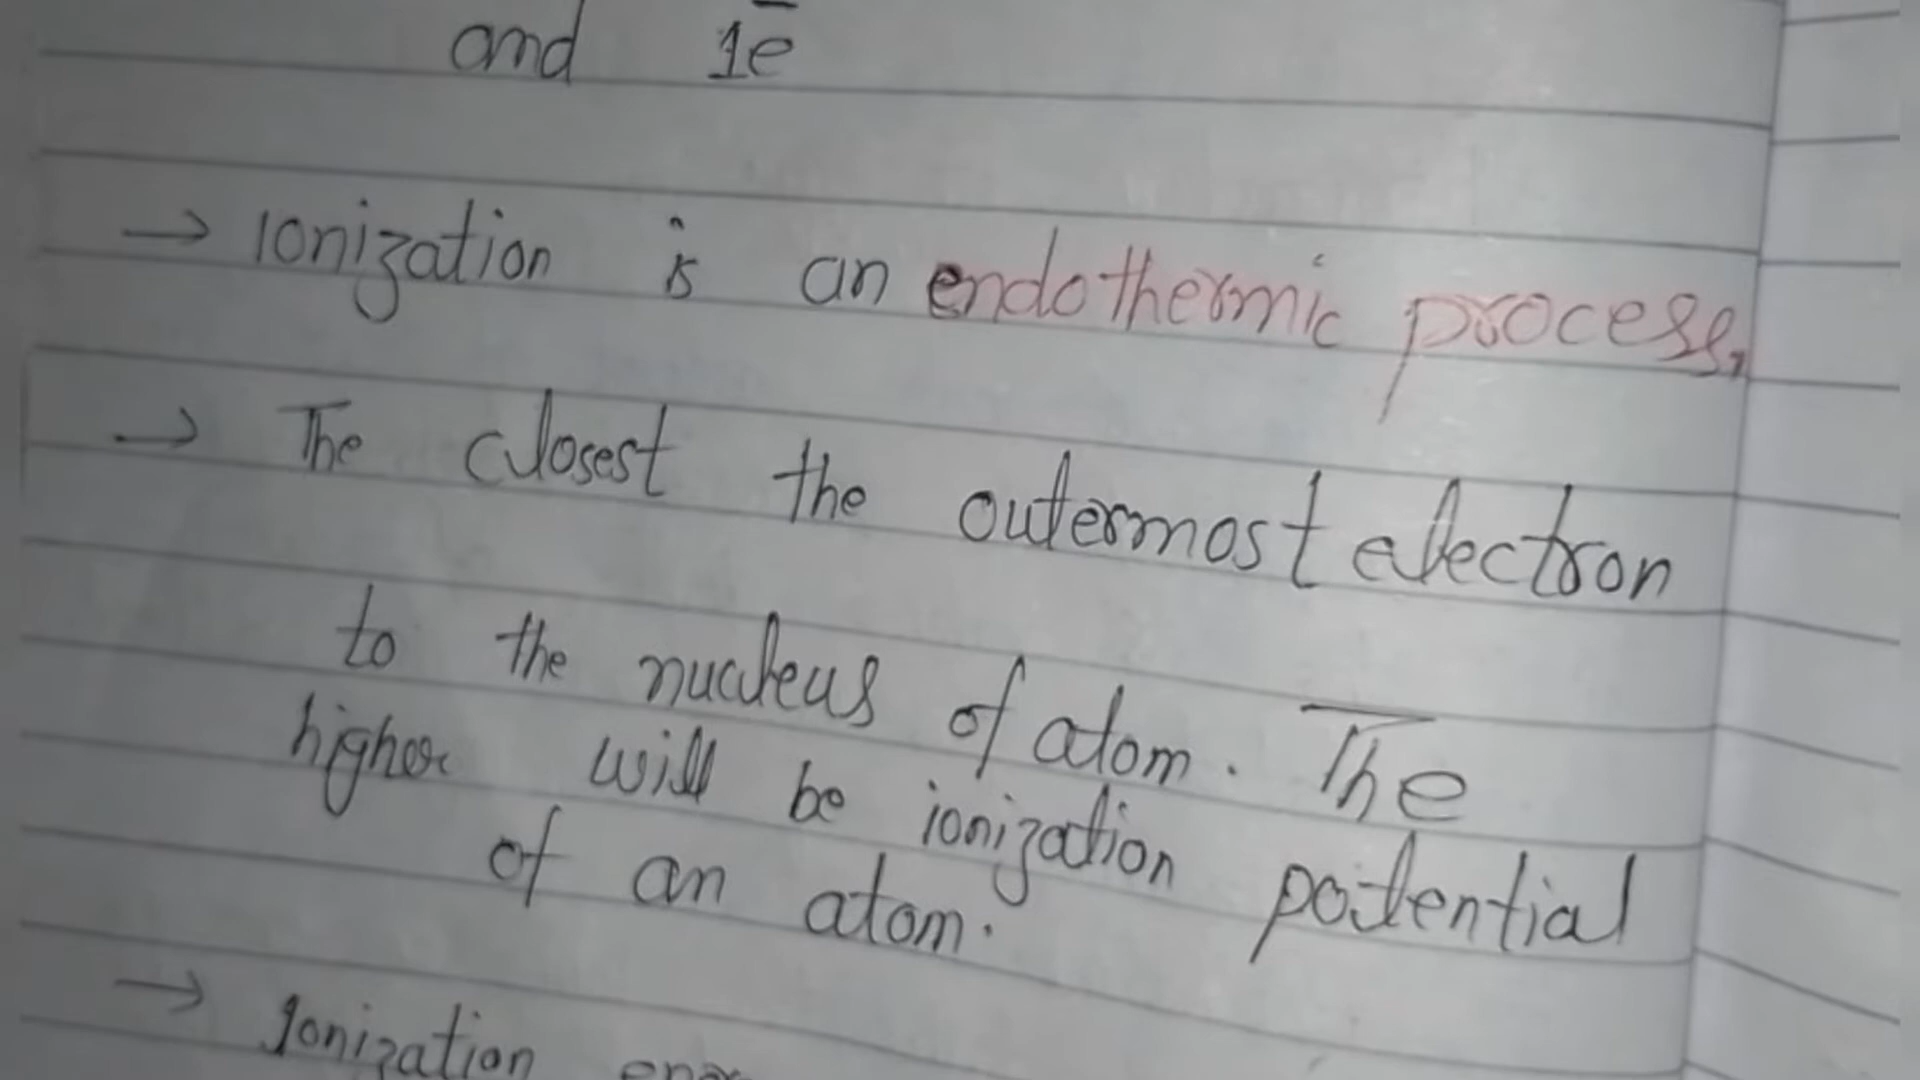 and 1e̅
→ Ionization is an endothermic process.
→ The closest the outermost electron
to the nucleus of atom. The
higher will be ionization potential
of an atom.
→ Ionization